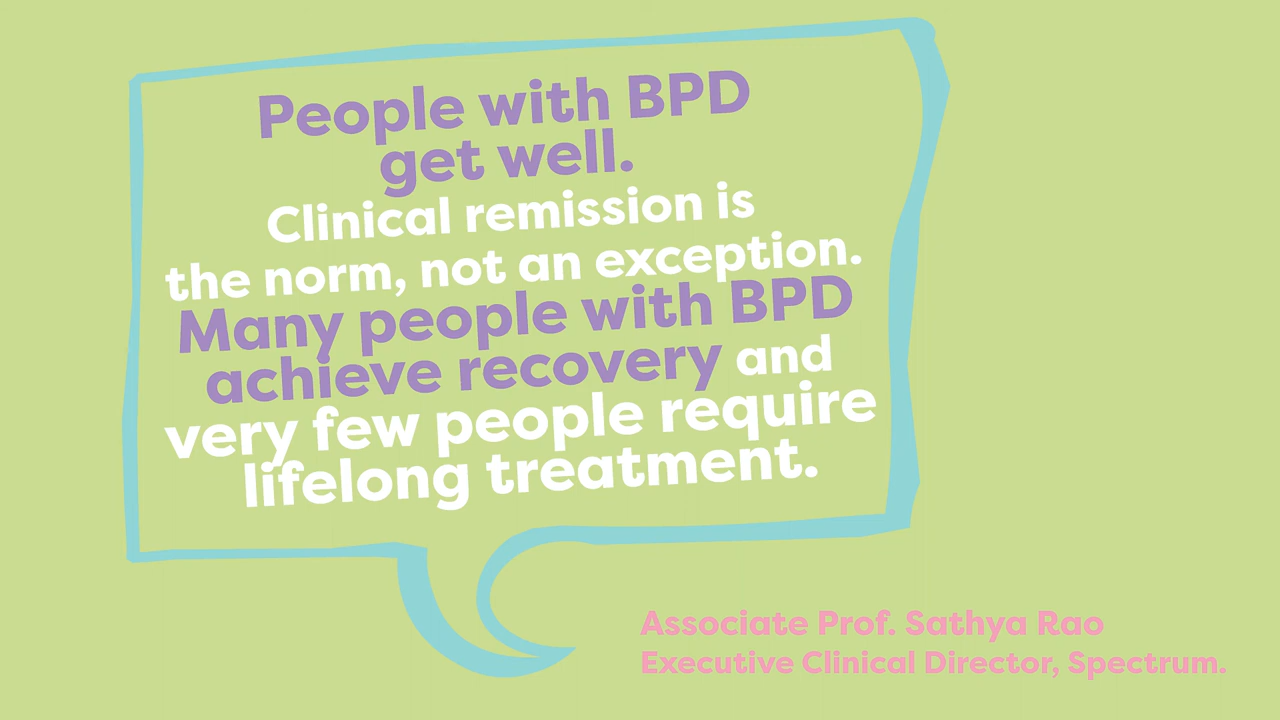 People with BPD
get well.
Clinical remission is
the norm, not an exception.
Many people with BPD
achieve recovery and
very few people require
lifelong treatment.
Associate Prof. Sathya Rao
Executive Clinical Director, Spectrum.